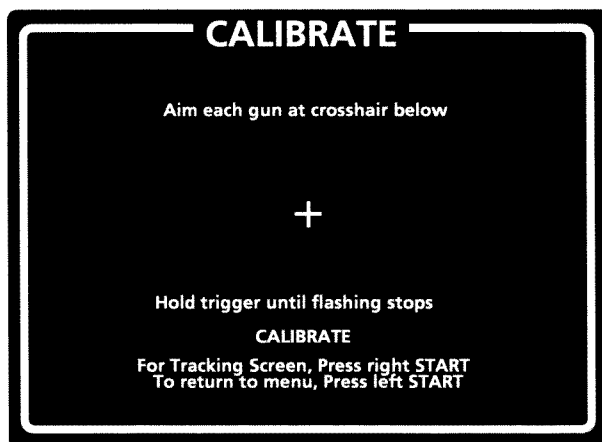 CALIBRATE
Aim each gun at crosshair below
Hold trigger until flashing stops
CALIBRATE
For Tracking Screen, Press right START
To return to menu, Press left START